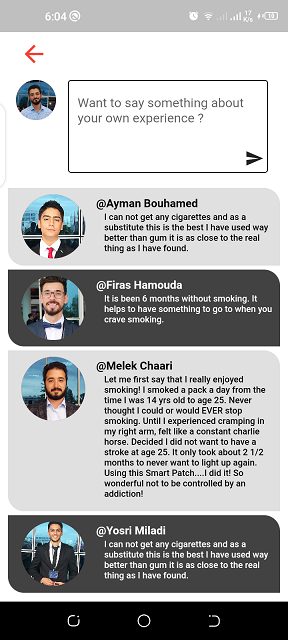 6:04
17
K/s
19
Want to say something about
your own experience ?
@Ayman Bouhamed
I can not get any cigarettes and as a
substitute this is the best I have used way
better than gum it is as close to the real
thing as I have found.
@Firas Hamouda
It is been 6 months without smoking. It
helps to have something to go to when you
crave smoking.
@Melek Chaari
Let me first say that I really enjoyed
smoking! I smoked a pack a day from the
time I was 14 yrs old to age 25. Never
thought I could or would EVER stop
smoking. Until I experienced cramping in
my right arm, felt like a constant charlie
horse. Decided I did not want to have a
stroke at age 25. It only took about 2 1/2
months to never want to light up again.
Using this Smart Patch....I did it! So
wonderful not to be controlled by an
addiction!
@Yosri Miladi
I can not get any cigarettes and as a
substitute this is the best I have used way
better than gum it is as close to the real
thing as I have found.